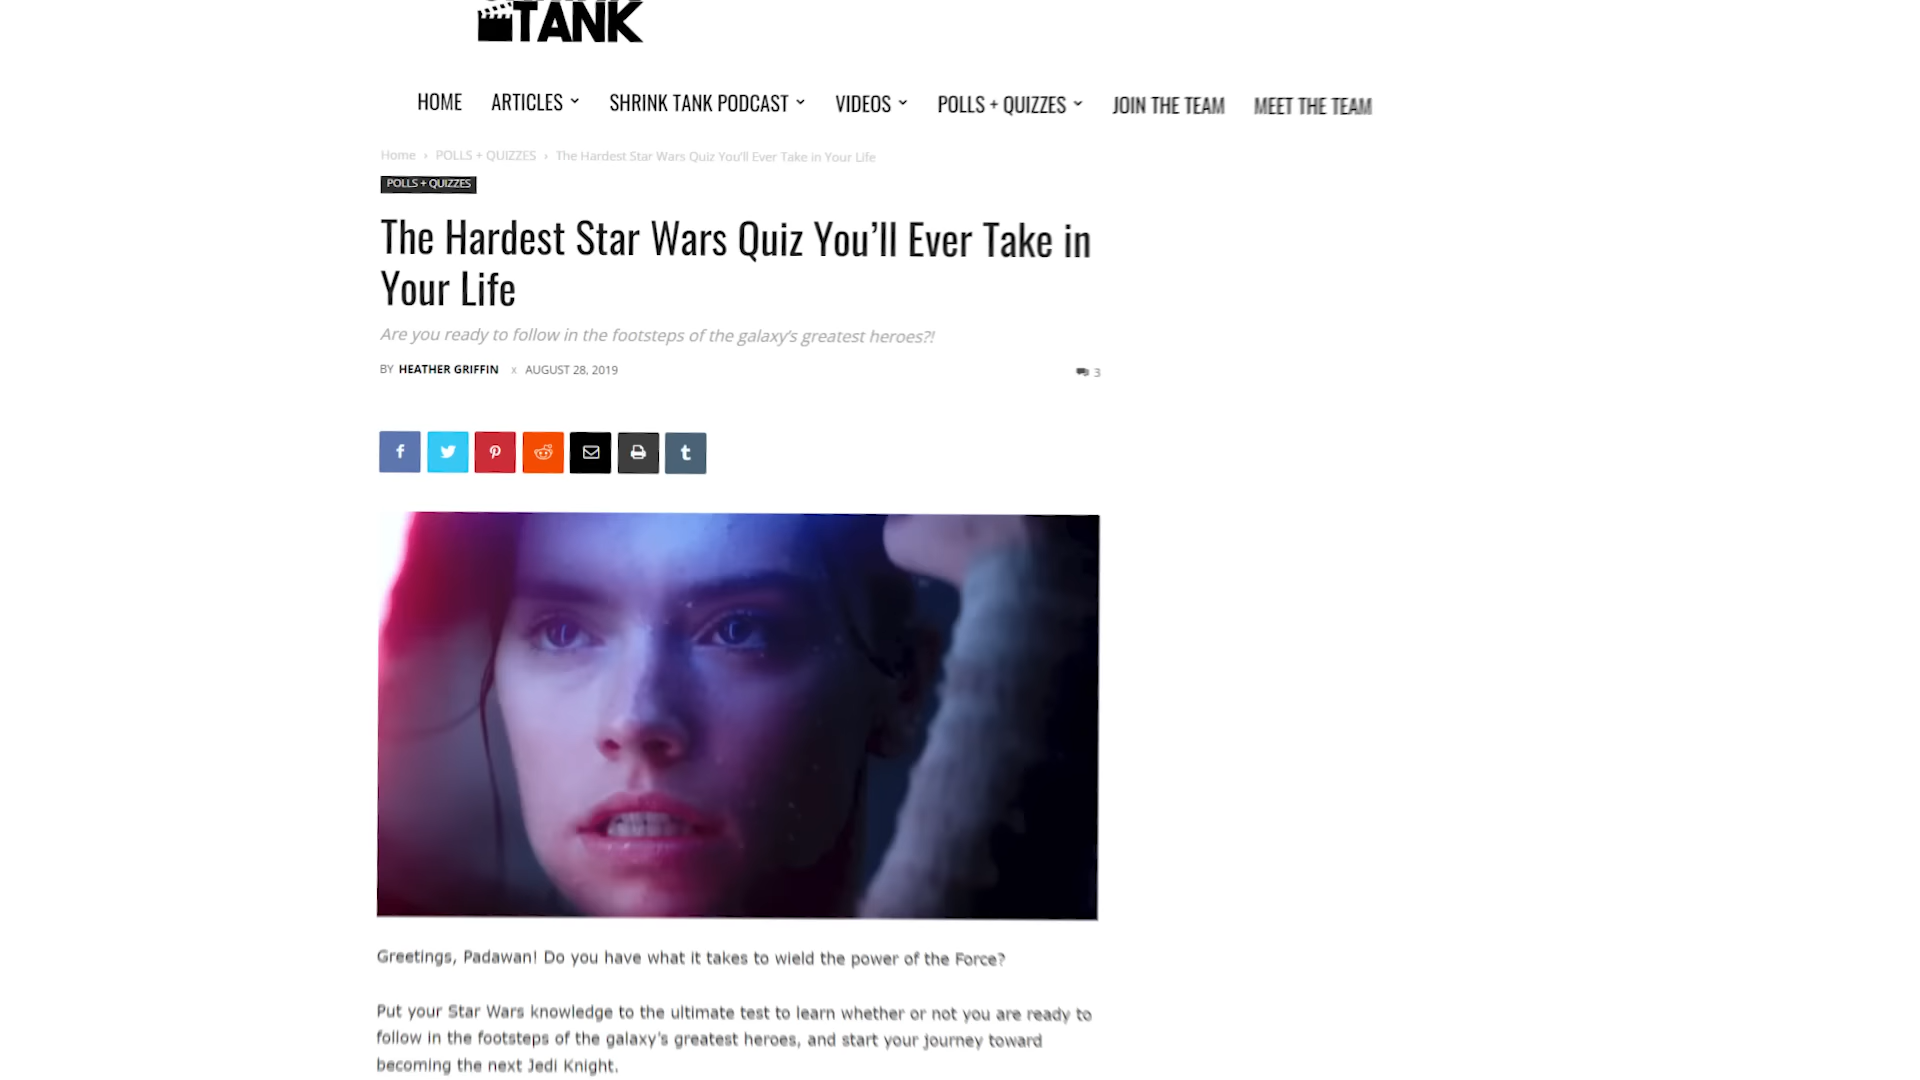 TANK
HOME ARTICLES SHRINK TANK PODCAST VIDEOS POLLS + QUIZZES JOIN THE TEAM MEET THE TEAM
Home › POLLS + QUIZZES › The Hardest Star Wars Quiz You'll Ever Take in Your Life
POLLS + QUIZZES
The Hardest Star Wars Quiz You’ll Ever Take in
Your Life
Are you ready to follow in the footsteps of the galaxy’s greatest heroes?!
BY HEATHER GRIFFIN x AUGUST 28, 2019 3
f t
Greetings, Padawan! Do you have what it takes to wield the power of the Force?
Put your Star Wars knowledge to the ultimate test to learn whether or not you are ready to
follow in the footsteps of the galaxy’s greatest heroes, and start your journey toward
becoming the next Jedi Knight.